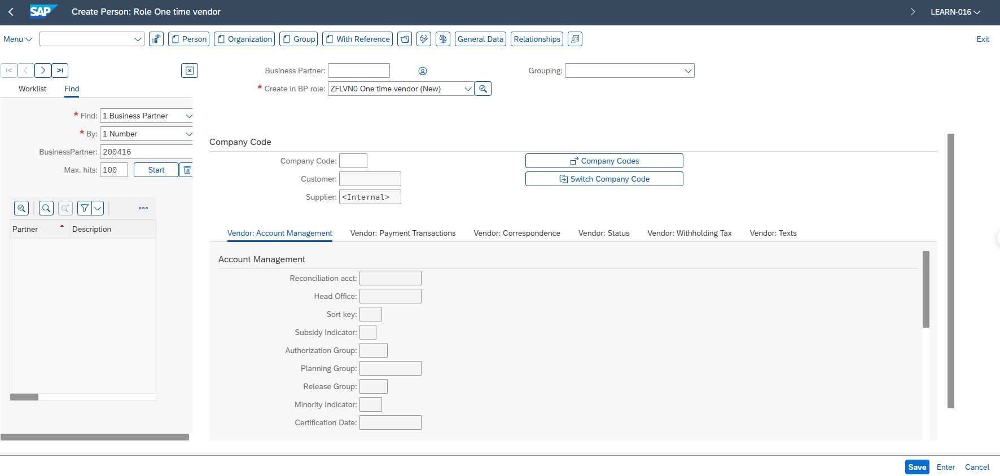 SAP Create Person: Role One time vendor LEARN-016
Menu Person Organization Group With Reference General Data Relationships Exit
Business Partner: Grouping:
* Create in BP role: ZFLVN0 One time vendor (New)
Worklist Find
* Find: 1 Business Partner
* By: 1 Number
BusinessPartner: 200416
Max. hits: 100 Start
Partner Description
Company Code
Company Code: Company Codes
Customer: Switch Company Code
Supplier: <Internal>
Vendor: Account Management Vendor: Payment Transactions Vendor: Correspondence Vendor: Status Vendor: Withholding Tax Vendor: Texts
Account Management
Reconciliation acct:
Head Office:
Sort key:
Subsidy Indicator:
Authorization Group:
Planning Group:
Release Group:
Minority Indicator:
Certification Date:
Save Enter Cancel